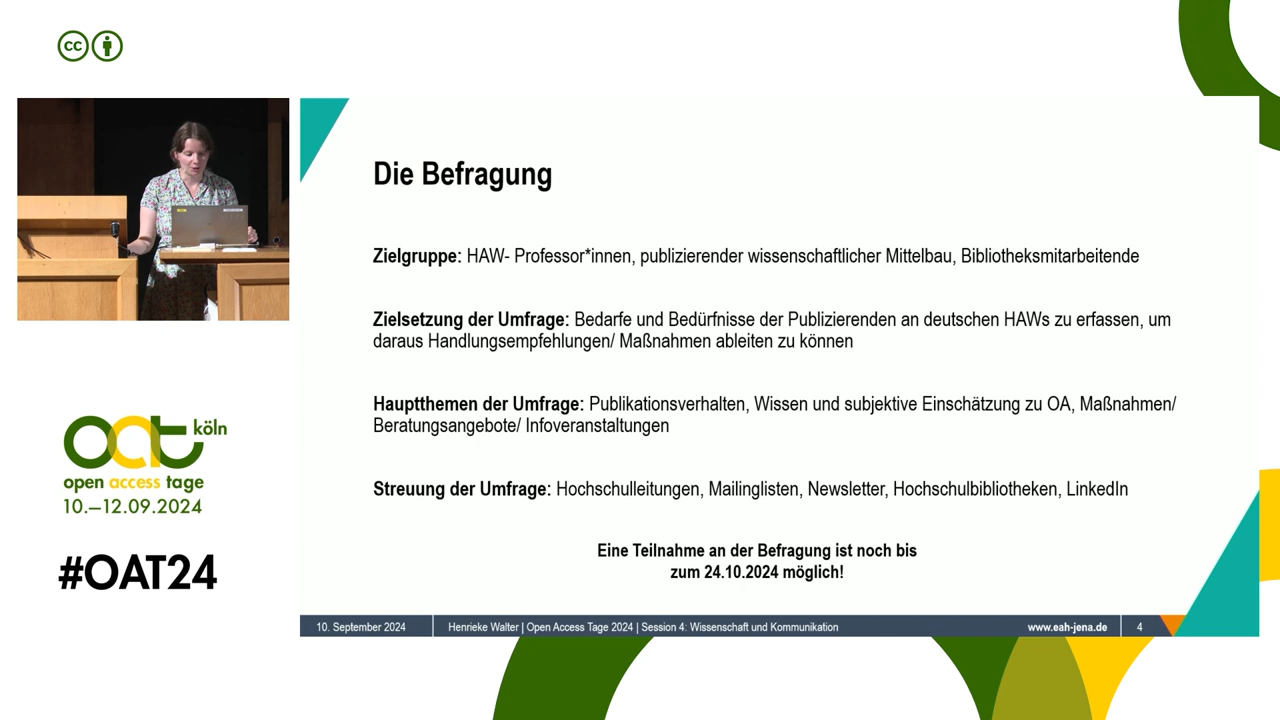 cc
Die Befragung
Zielgruppe: HAW- Professor*innen, publizierender wissenschaftlicher Mittelbau, Bibliotheksmitarbeitende
Zielsetzung der Umfrage: Bedarfe und Bedürfnisse der Publizierenden an deutschen HAWs zu erfassen, um
daraus Handlungsempfehlungen/ Maßnahmen ableiten zu können
Hauptthemen der Umfrage: Publikationsverhalten, Wissen und subjektive Einschätzung zu OA, Maßnahmen/
Beratungsangebote/ Infoveranstaltungen
Streuung der Umfrage: Hochschulleitungen, Mailinglisten, Newsletter, Hochschulbibliotheken, LinkedIn
Eine Teilnahme an der Befragung ist noch bis
zum 24.10.2024 möglich!
10. September 2024
Henrieke Walter | Open Access Tage 2024 | Session 4: Wissenschaft und Kommunikation
www.eah-jena.de
4
oat köln
open access tage
10.–12.09.2024
#OAT24